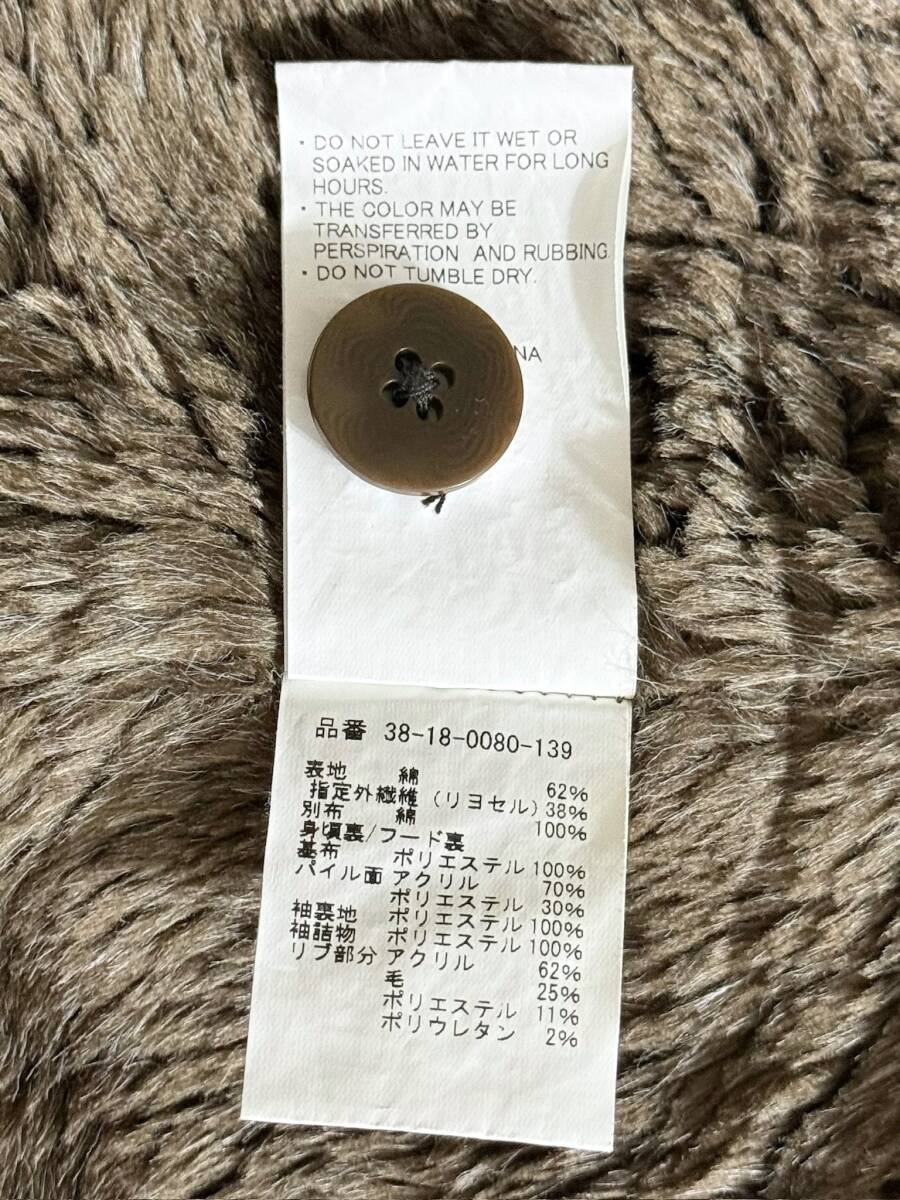 ・DO NOT LEAVE IT WET OR
SOAKED IN WATER FOR LONG
HOURS.
・THE COLOR MAY BE
TRANSFERRED BY
PERSPIRATION AND RUBBING.
・DO NOT TUMBLE DRY.
NA
品番 38-18-0080-139
表地 綿 62%
指定外繊維 (リヨセル) 38%
別布 綿 100%
身頃裏/フード裏
基布 ポリエステル 100%
パイル面 アクリル 70%
ポリエステル 30%
袖裏地 ポリエステル 100%
袖詰物 ポリエステル 100%
リブ部分 アクリル 62%
毛 25%
ポリエステル 11%
ポリウレタン 2%